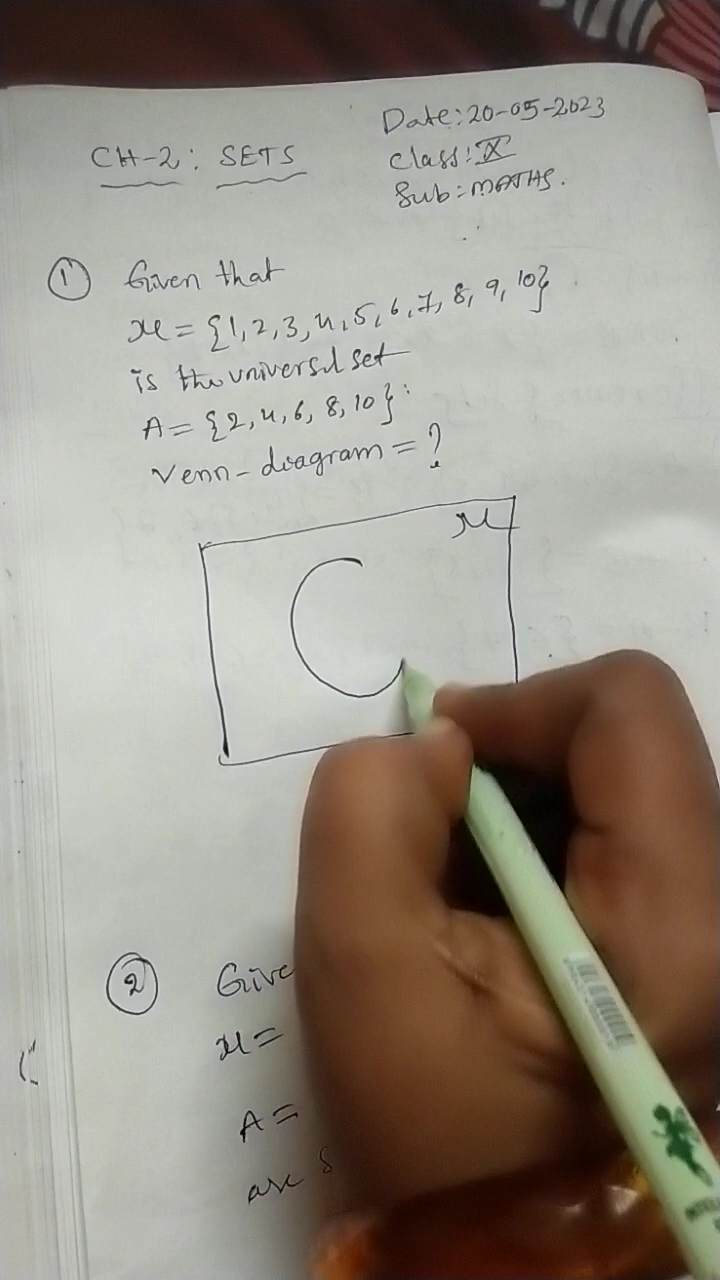 Date: 20-05-2023
CH-2: SETS
Class: X
Sub: MATHS.
① Given that
μ = {1, 2, 3, 4, 5, 6, 7, 8, 9, 10}
is the universal set
A = {2, 4, 6, 8, 10}
Venn-diagram = ?
μ
② Give
μ =
A =
are s